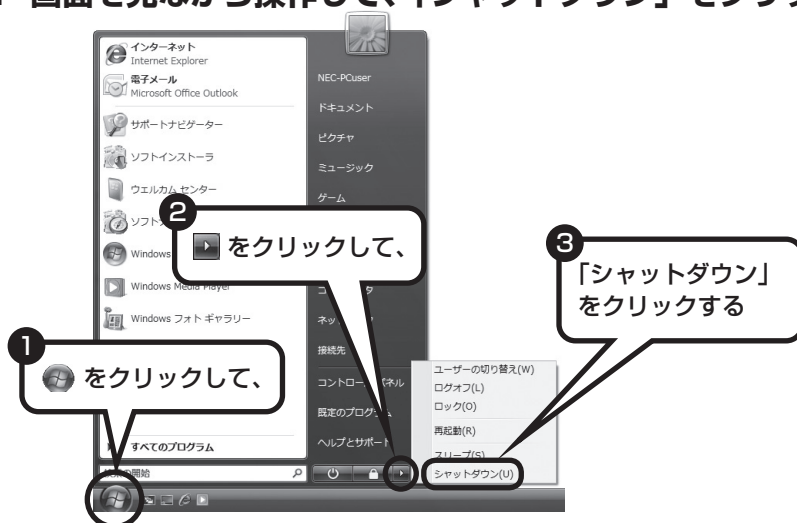 画面を見ながら操作して、「シャットダウン」をクリ
インターネット
Internet Explorer
電子メール
Microsoft Office Outlook
サポートナビゲーター
ソフトインストーラ
ウェルカム センター
ソフト
Windows
Windows Media Player
Windows フォト ギャラリー
すべてのプログラム
の開始
NEC-PCuser
ドキュメント
ピクチャ
ミュージック
ゲーム
接続先
コントロール パネル
既定のプログラム
ヘルプとサポート
1
をクリックして、
2
をクリックして、
3
「シャットダウン」
をクリックする
ユーザーの切り替え(W)
ログオフ(L)
ロック(O)
再起動(R)
スリープ(S)
シャットダウン(U)